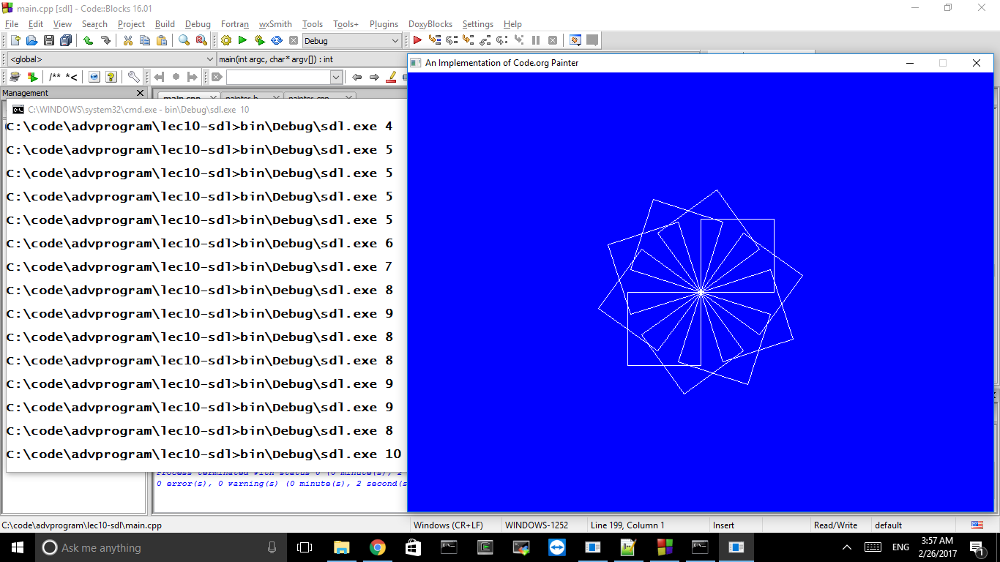 main.cpp [sdl] - Code::Blocks 16.01
File Edit View Search Project Build Debug Fortran wxSmith Tools Tools+ Plugins DoxyBlocks Settings Help
Debug
<global> main(int argc, char* argv[]) : int
An Implementation of Code.org Painter
/** *<
Management
main.cpp painter.h painter.cpp
C:\WINDOWS\system32\cmd.exe - bin\Debug\sdl.exe 10
C:\code\advprogram\lec10-sdl>bin\Debug\sdl.exe 4
C:\code\advprogram\lec10-sdl>bin\Debug\sdl.exe 5
C:\code\advprogram\lec10-sdl>bin\Debug\sdl.exe 5
C:\code\advprogram\lec10-sdl>bin\Debug\sdl.exe 5
C:\code\advprogram\lec10-sdl>bin\Debug\sdl.exe 5
C:\code\advprogram\lec10-sdl>bin\Debug\sdl.exe 6
C:\code\advprogram\lec10-sdl>bin\Debug\sdl.exe 7
C:\code\advprogram\lec10-sdl>bin\Debug\sdl.exe 8
C:\code\advprogram\lec10-sdl>bin\Debug\sdl.exe 9
C:\code\advprogram\lec10-sdl>bin\Debug\sdl.exe 8
C:\code\advprogram\lec10-sdl>bin\Debug\sdl.exe 8
C:\code\advprogram\lec10-sdl>bin\Debug\sdl.exe 9
C:\code\advprogram\lec10-sdl>bin\Debug\sdl.exe 9
C:\code\advprogram\lec10-sdl>bin\Debug\sdl.exe 8
C:\code\advprogram\lec10-sdl>bin\Debug\sdl.exe 10
Process terminated with status 0 (0 minute(s), 2
0 error(s), 0 warning(s) (0 minute(s), 2 second(s
C:\code\advprogram\lec10-sdl\main.cpp Windows (CR+LF) WINDOWS-1252 Line 199, Column 1 Insert Read/Write default
Ask me anything ENG 3:57 AM
2/26/2017 1